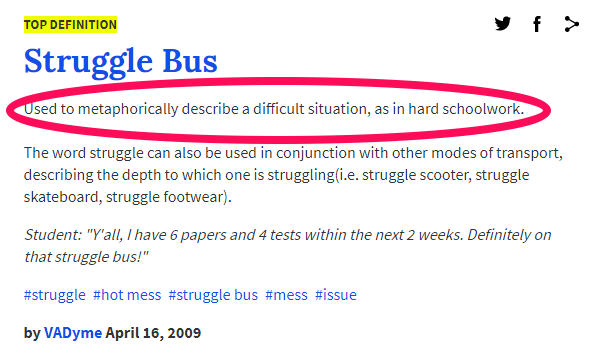 TOP DEFINITION
Struggle Bus
Used to metaphorically describe a difficult situation, as in hard schoolwork.
The word struggle can also be used in conjunction with other modes of transport,
describing the depth to which one is struggling(i.e. struggle scooter, struggle
skateboard, struggle footwear).
Student: "Y'all, I have 6 papers and 4 tests within the next 2 weeks. Definitely on
that struggle bus!"
#struggle #hot mess #struggle bus #mess #issue
by VADyme April 16, 2009